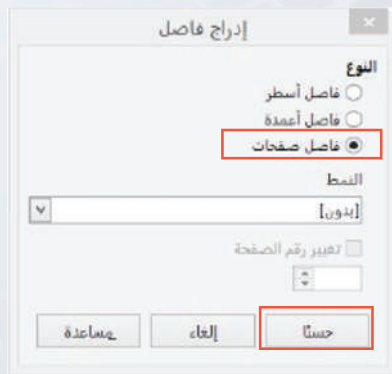 إدراج فاصل
النوع
فاصل أسطر
فاصل أعمدة
فاصل صفحات
النمط
[بدون]
تغيير رقم الصفحة
حسنًا إلغاء مساعدة